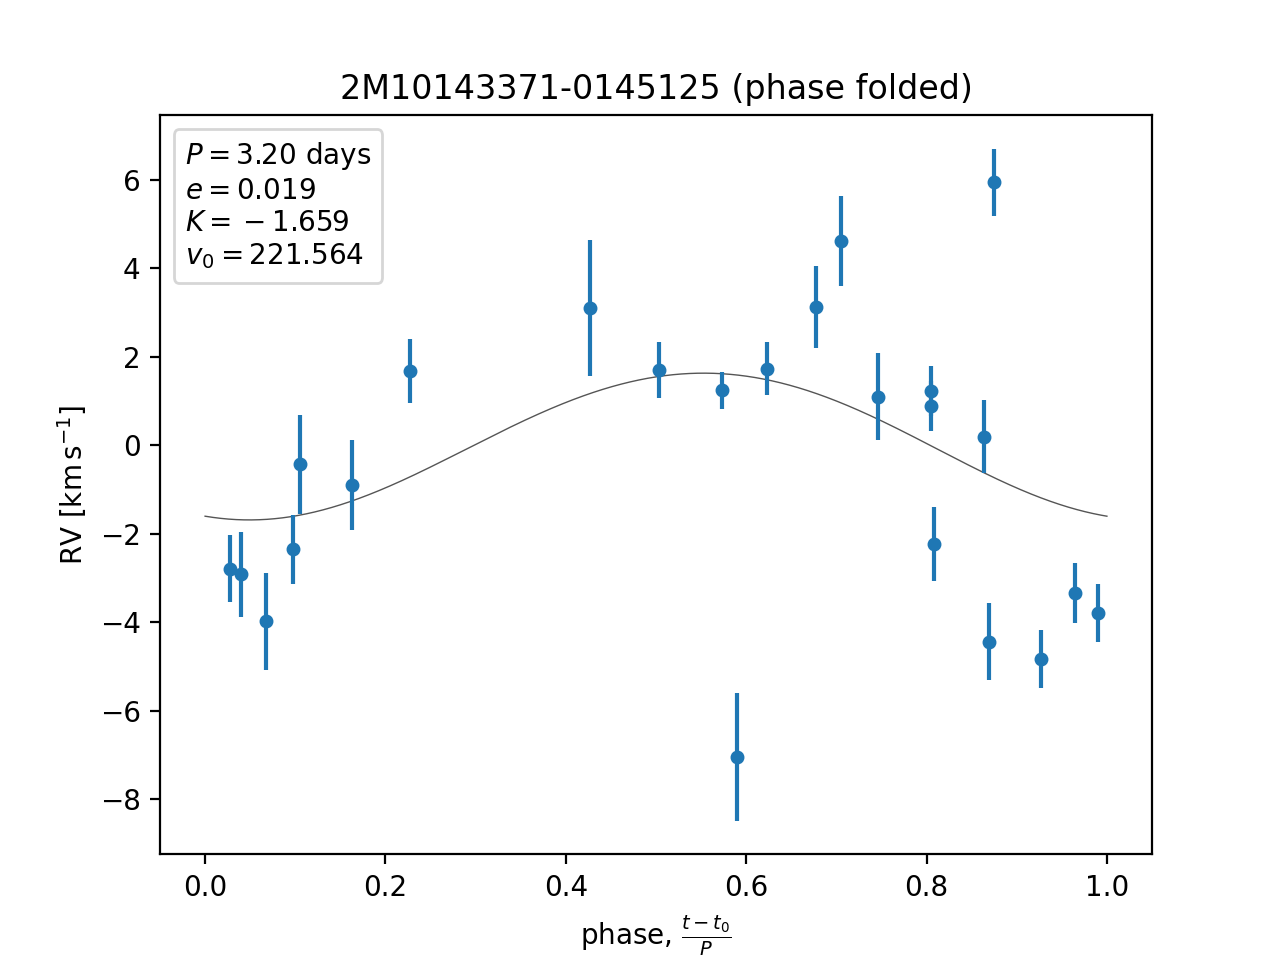 2M10143371-0145125 (phase folded)
P = 3.20 days
e = 0.019
K = −1.659
v₀ = 221.564
6
4
2
0
−2
−4
−6
−8
RV [km s⁻¹]
0.0 0.2 0.4 0.6 0.8 1.0
phase, (t − t₀)/P